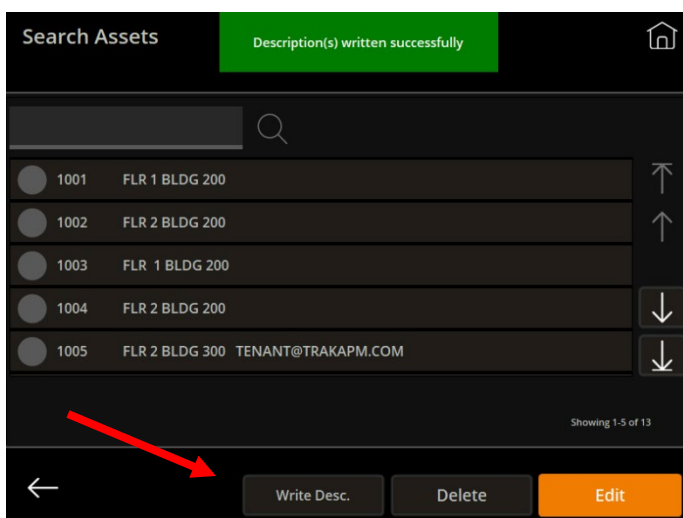 Search Assets
Description(s) written successfully
1001 FLR 1 BLDG 200
1002 FLR 2 BLDG 200
1003 FLR 1 BLDG 200
1004 FLR 2 BLDG 200
1005 FLR 2 BLDG 300 TENANT@TRAKAPM.COM
Showing 1-5 of 13
Write Desc.
Delete
Edit